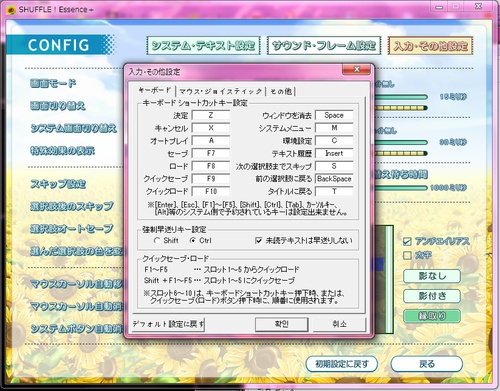 SHUFFLE！Essence＋
CONFIG
システム・テキスト設定
サウンド・フレーム設定
入力・その他設定
画面モード
画面切り替え
システム画面切り替え
特殊効果の表示
スキップ設定
選択後のスキップ
選択後オートセーブ
選んだ選択肢の色を変
マウスカーソル自動移
マウスカーソル自動消
システムボタン自動消
替え待ち時間
アンチエイリアス
太字
影なし
影付き
縁取り
初期設定に戻す
戻る
入力・その他設定
キーボード マウス・ジョイスティック その他
キーボードショートカットキー設定
決定 Z ウィンドウを消去 Space
キャンセル X システムメニュー M
オートプレイ A 環境設定 C
セーブ F7 テキスト履歴 Insert
ロード F8 次の選択肢までスキップ S
クイックセーブ F9 前の選択肢に戻る BackSpace
クイックロード F10 タイトルに戻る T
※[Enter]、[Esc]、[F1]～[F5]、[Shift]、[Ctrl]、[Tab]、カーソルキー、
[Alt]等のシステム側で予約されているキーは設定出来ません。
強制早送りキー設定
Shift Ctrl 未読テキストは早送りしない
クイックセーブ・ロード
F1～F5 … スロット1～5 からクイックロード
Shift ＋F1～F5 … スロット1～5 にクイックセーブ
※スロット6～10 は、キーボードショートカットキー押下時、または、
クイックセーブ(ロード)ボタン押下時に、順番に使用されます。
デフォルト設定に戻す
확인
취소